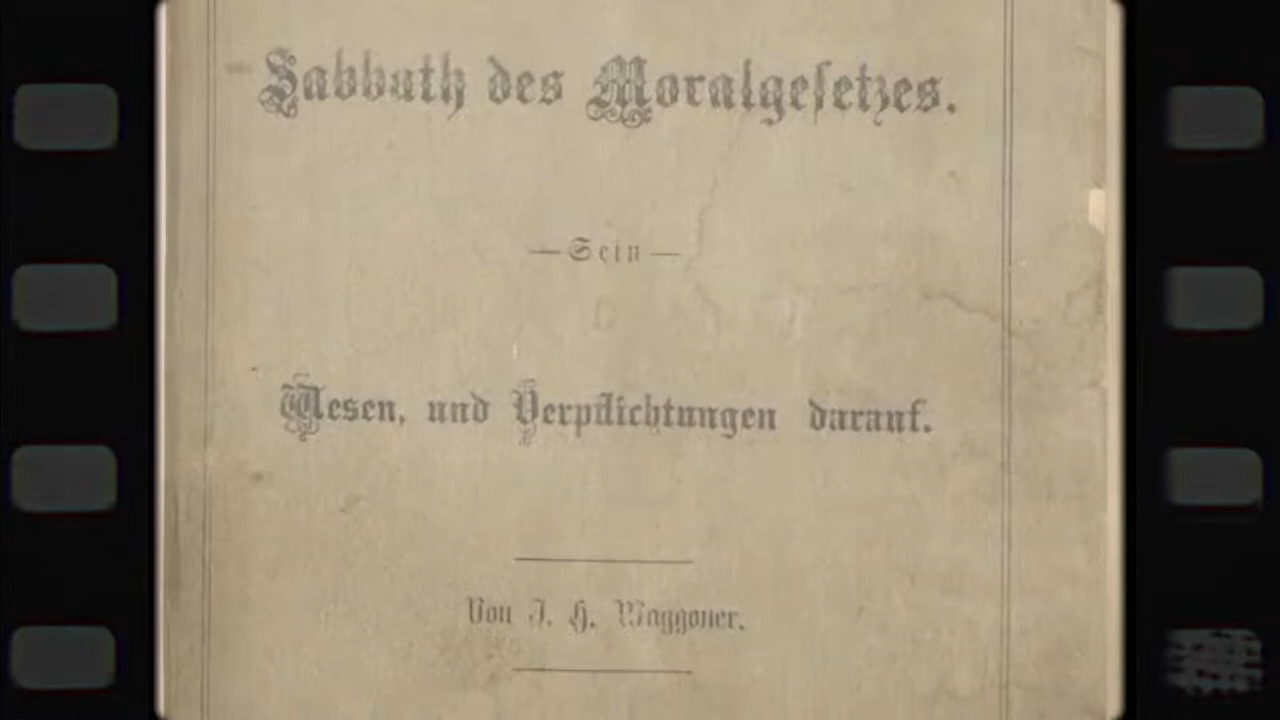 Sabbath des Moralgesetzes.
—Sein—
Wesen, und Verpflichtungen darauf.
Von J. H. Waggoner.